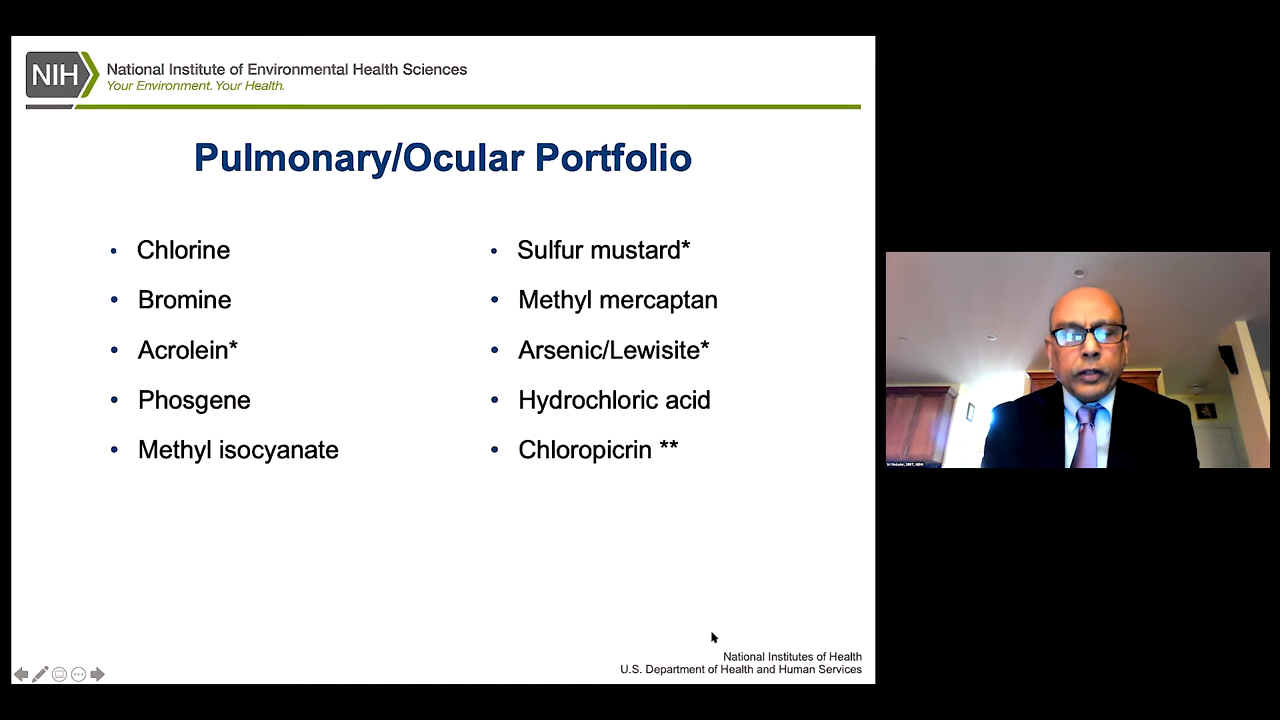 NIH
National Institute of Environmental Health Sciences
Your Environment. Your Health.
Pulmonary/Ocular Portfolio
• Chlorine
• Bromine
• Acrolein*
• Phosgene
• Methyl isocyanate
• Sulfur mustard*
• Methyl mercaptan
• Arsenic/Lewisite*
• Hydrochloric acid
• Chloropicrin **
National Institutes of Health
U.S. Department of Health and Human Services